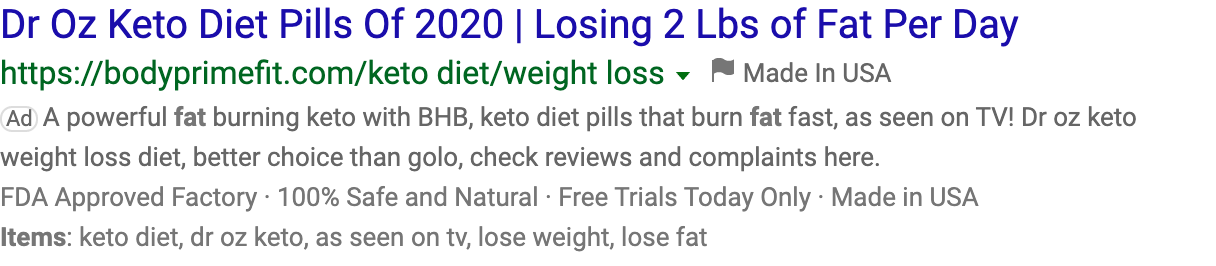 Dr Oz Keto Diet Pills Of 2020 | Losing 2 Lbs of Fat Per Day
https://bodyprimefit.com/keto diet/weight loss Made In USA
Ad A powerful fat burning keto with BHB, keto diet pills that burn fat fast, as seen on TV! Dr oz keto
weight loss diet, better choice than golo, check reviews and complaints here.
FDA Approved Factory · 100% Safe and Natural · Free Trials Today Only · Made in USA
Items: keto diet, dr oz keto, as seen on tv, lose weight, lose fat